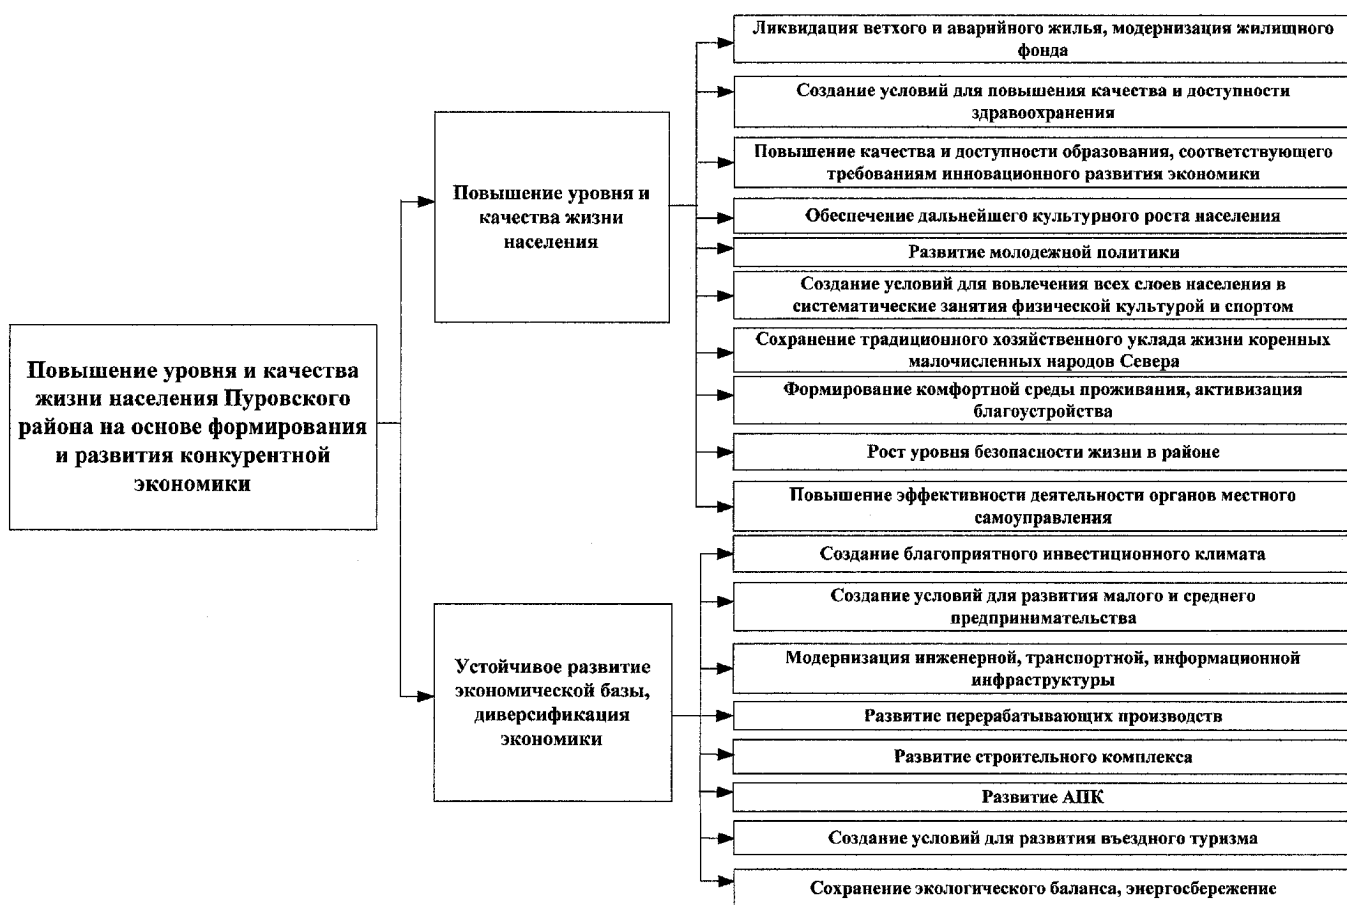 Повышение уровня и качества
жизни населения Пуровского
района на основе формирования
и развития конкурентной
экономики
Повышение уровня и
качества жизни
населения
Ликвидация ветхого и аварийного жилья, модернизация жилищного
фонда
Создание условий для повышения качества и доступности
здравоохранения
Повышение качества и доступности образования, соответствующего
требованиям инновационного развития экономики
Обеспечение дальнейшего культурного роста населения
Развитие молодежной политики
Создание условий для вовлечения всех слоев населения в
систематические занятия физической культурой и спортом
Сохранение традиционного хозяйственного уклада жизни коренных
малочисленных народов Севера
Формирование комфортной среды проживания, активизация
благоустройства
Рост уровня безопасности жизни в районе
Повышение эффективности деятельности органов местного
самоуправления
Устойчивое развитие
экономической базы,
диверсификация
экономики
Создание благоприятного инвестиционного климата
Создание условий для развития малого и среднего
предпринимательства
Модернизация инженерной, транспортной, информационной
инфраструктуры
Развитие перерабатывающих производств
Развитие строительного комплекса
Развитие АПК
Создание условий для развития въездного туризма
Сохранение экологического баланса, энергосбережение